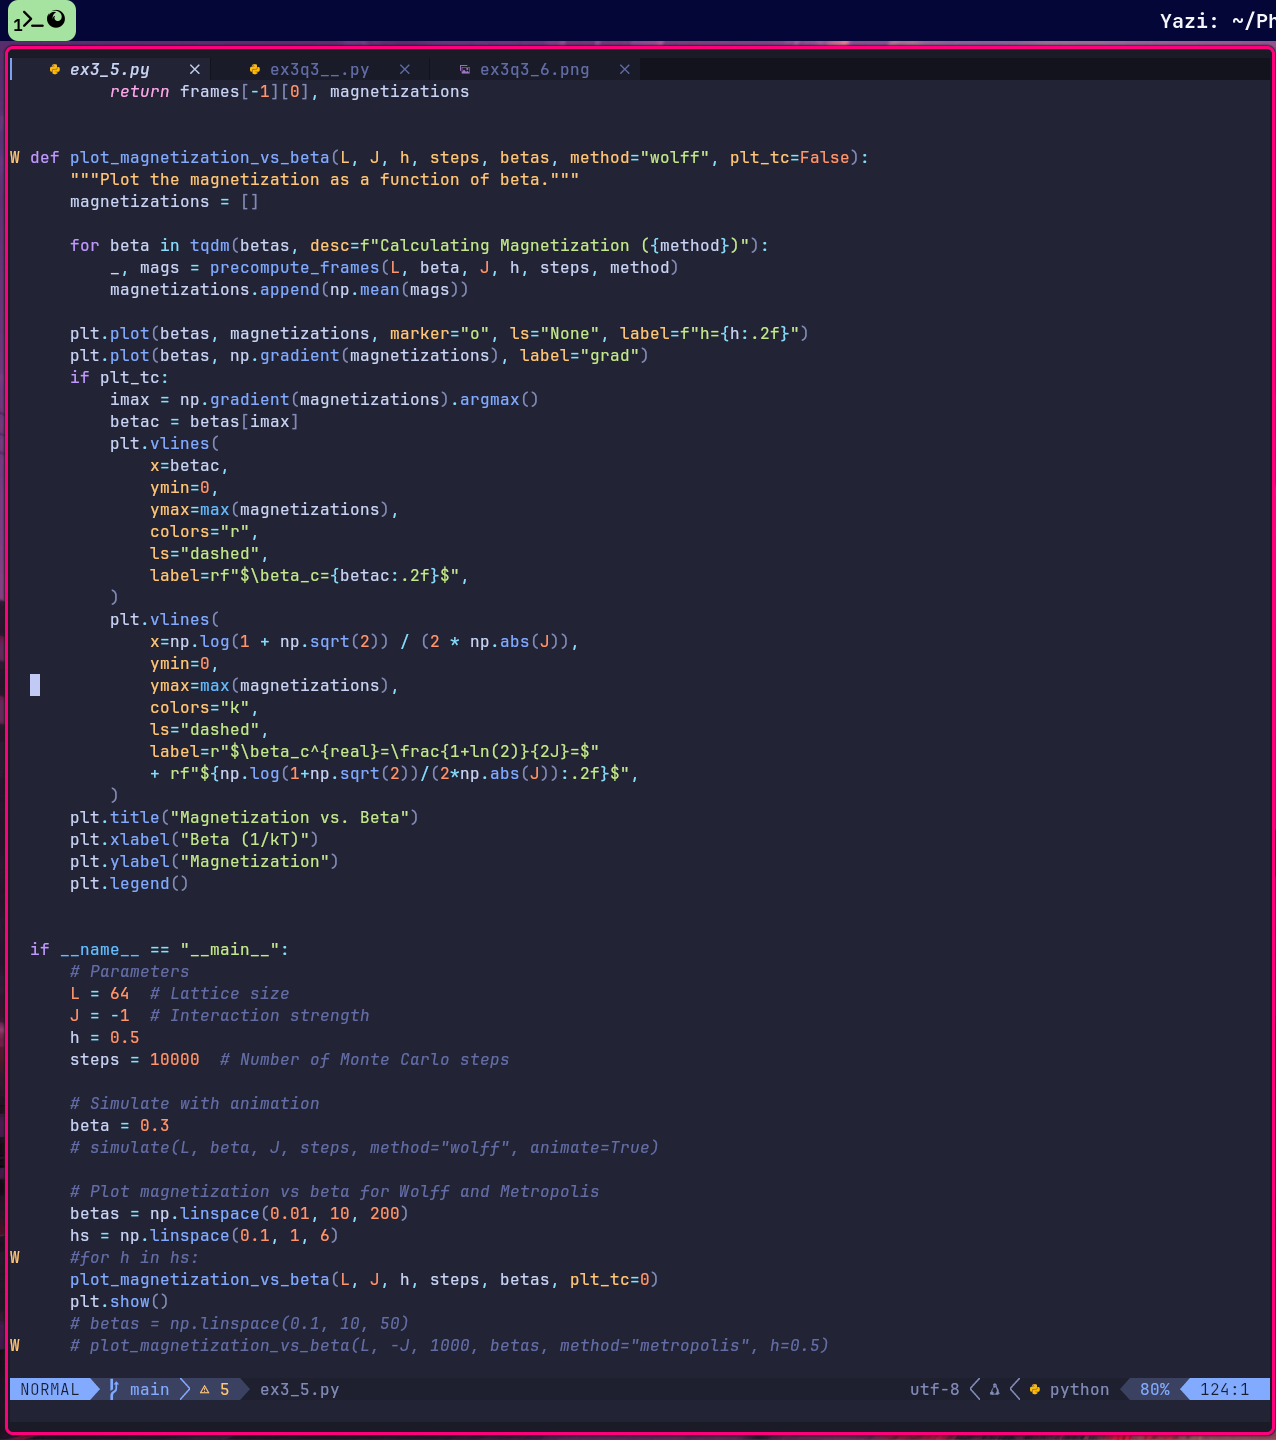 1
Yazi: ~/Ph
ex3_5.py
ex3q3__.py
ex3q3_6.png
        return frames[-1][0], magnetizations
W def plot_magnetization_vs_beta(L, J, h, steps, betas, method="wolff", plt_tc=False):
    """Plot the magnetization as a function of beta."""
    magnetizations = []
    for beta in tqdm(betas, desc=f"Calculating Magnetization ({method})"):
        _, mags = precompute_frames(L, beta, J, h, steps, method)
        magnetizations.append(np.mean(mags))
    plt.plot(betas, magnetizations, marker="o", ls="None", label=f"h={h:.2f}")
    plt.plot(betas, np.gradient(magnetizations), label="grad")
    if plt_tc:
        imax = np.gradient(magnetizations).argmax()
        betac = betas[imax]
        plt.vlines(
            x=betac,
            ymin=0,
            ymax=max(magnetizations),
            colors="r",
            ls="dashed",
            label=rf"$\beta_c={betac:.2f}$",
        )
        plt.vlines(
            x=np.log(1 + np.sqrt(2)) / (2 * np.abs(J)),
            ymin=0,
            ymax=max(magnetizations),
            colors="k",
            ls="dashed",
            label=r"$\beta_c^{real}=\frac{1+ln(2)}{2J}=$"
            + rf"${np.log(1+np.sqrt(2))/(2*np.abs(J)):.2f}$",
        )
    plt.title("Magnetization vs. Beta")
    plt.xlabel("Beta (1/kT)")
    plt.ylabel("Magnetization")
    plt.legend()
if __name__ == "__main__":
    # Parameters
    L = 64  # Lattice size
    J = -1  # Interaction strength
    h = 0.5
    steps = 10000  # Number of Monte Carlo steps
    # Simulate with animation
    beta = 0.3
    # simulate(L, beta, J, steps, method="wolff", animate=True)
    # Plot magnetization vs beta for Wolff and Metropolis
    betas = np.linspace(0.01, 10, 200)
    hs = np.linspace(0.1, 1, 6)
W   #for h in hs:
    plot_magnetization_vs_beta(L, J, h, steps, betas, plt_tc=0)
    plt.show()
    # betas = np.linspace(0.1, 10, 50)
W   # plot_magnetization_vs_beta(L, -J, 1000, betas, method="metropolis", h=0.5)
NORMAL main 5 ex3_5.py utf-8 python 80% 124:1